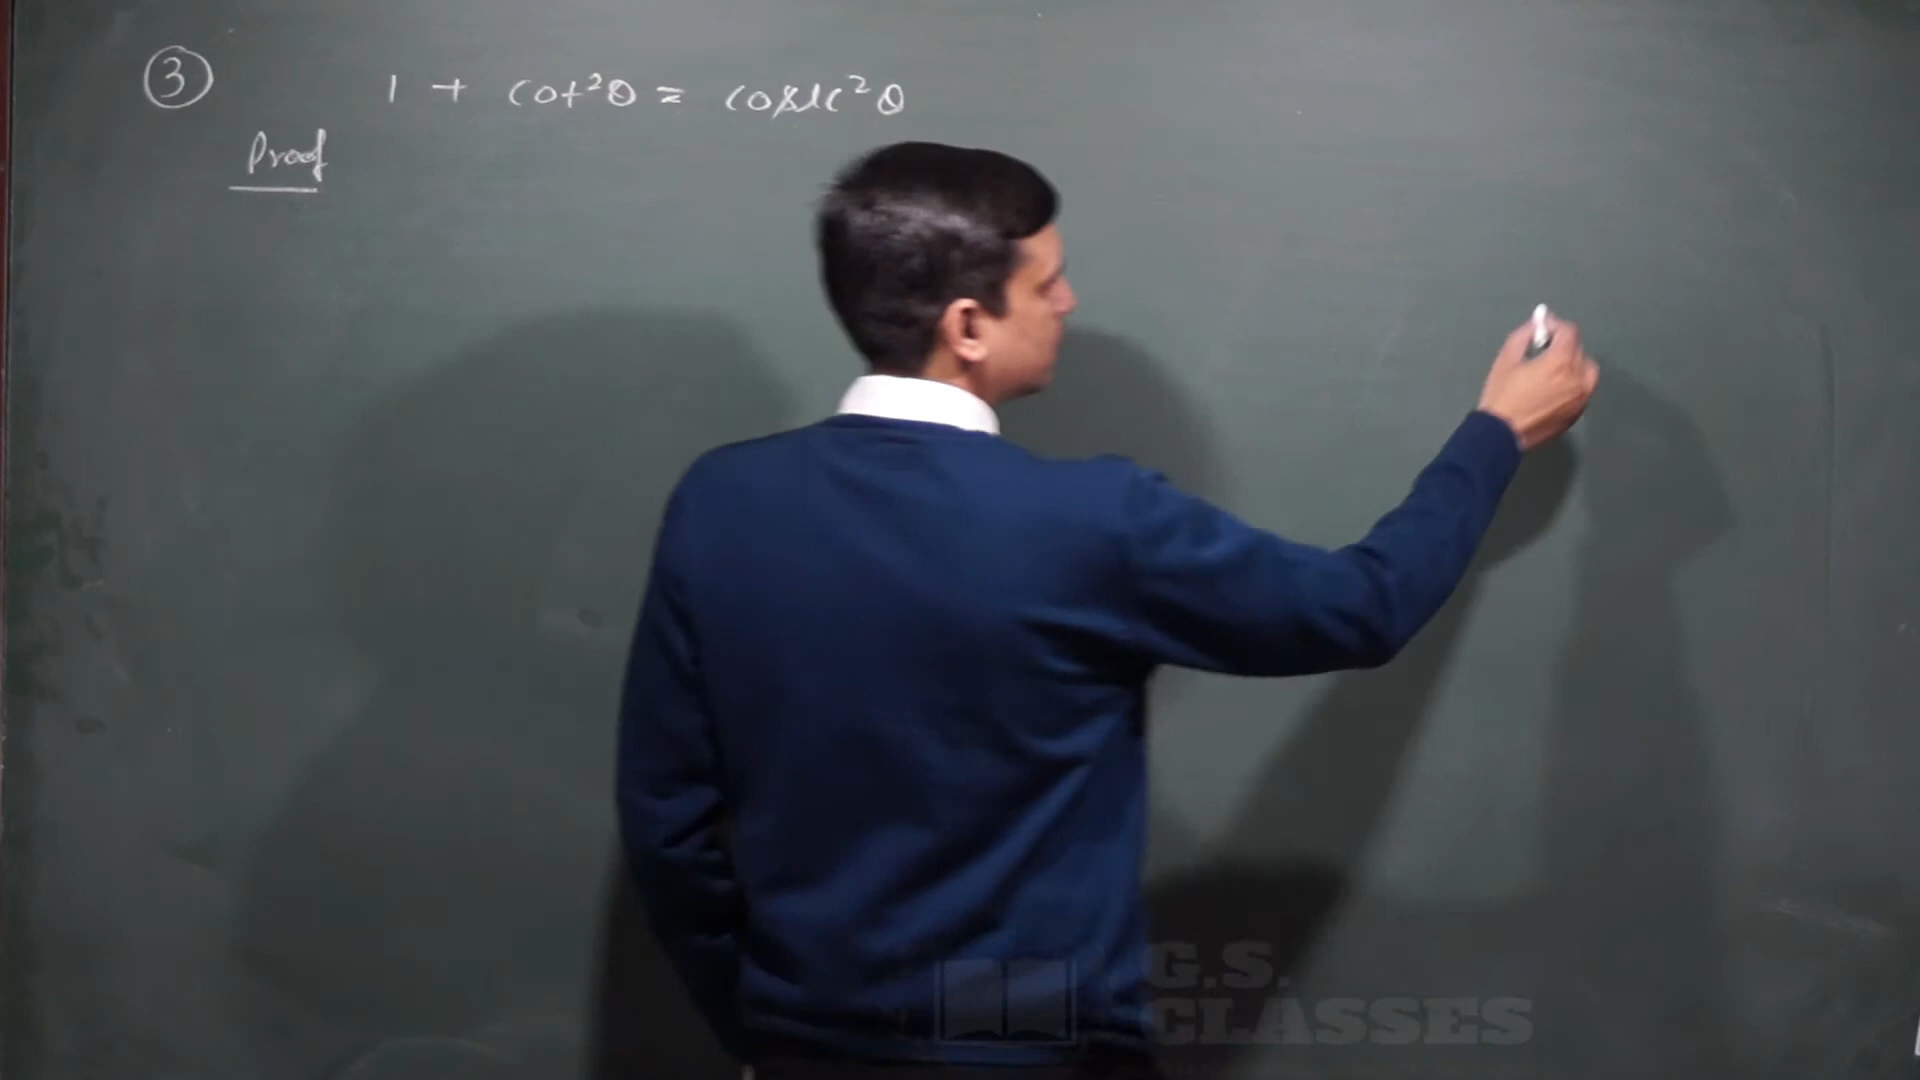 ③ 1 + cot²θ = cosec²θ
Proof
G.S.
CLASSES